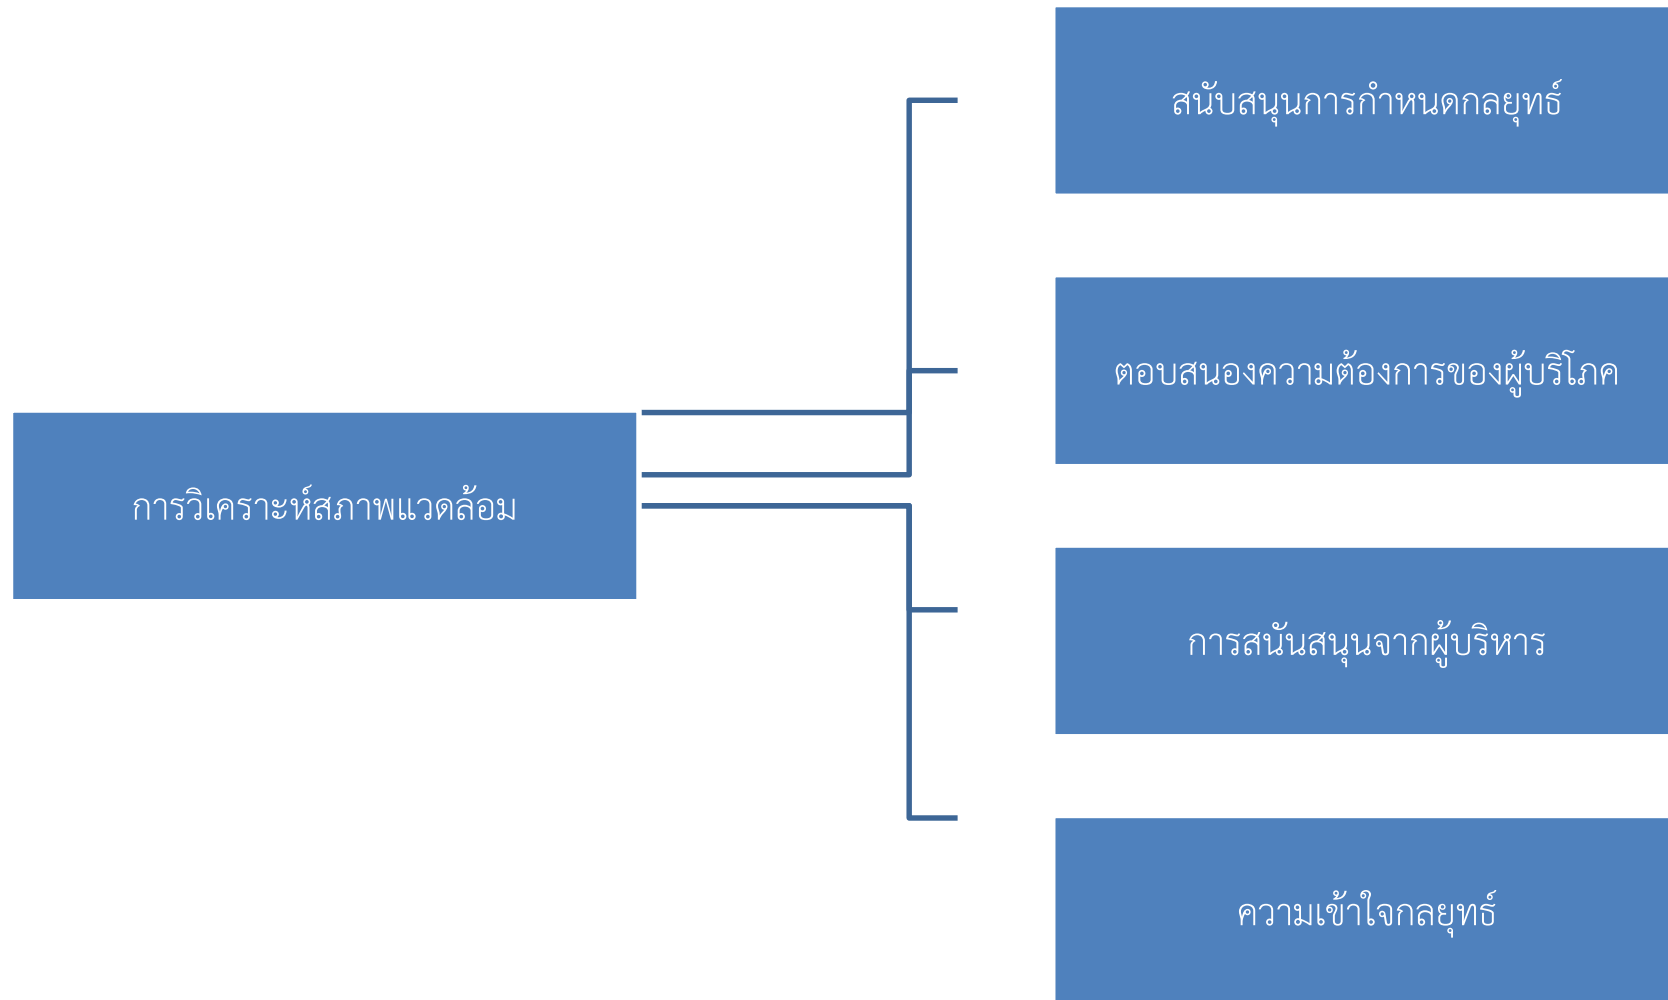 สนับสนุนการกำหนดกลยุทธ์
ตอบสนองความต้องการของผู้บริโภค
การวิเคราะห์สภาพแวดล้อม
การสนันสนุนจากผู้บริหาร
ความเข้าใจกลยุทธ์